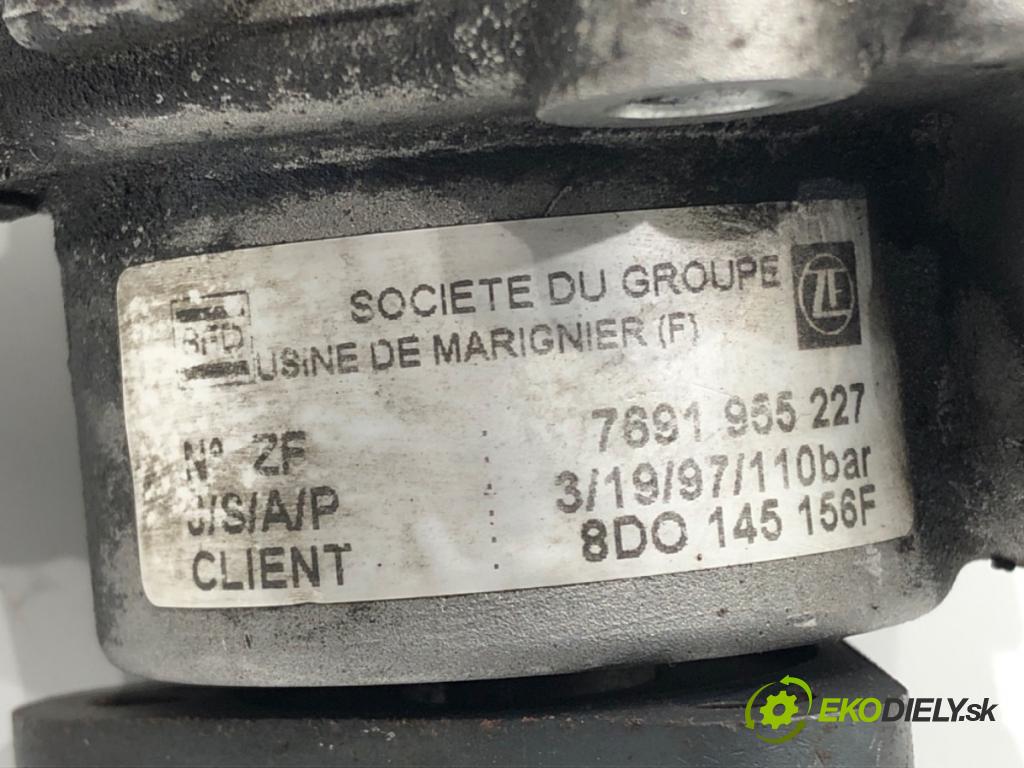 SOCIETE DU GROUPE ZF
BFD USINE DE MARIGNIER (F)
N° ZF : 7691 955 227
J/S/A/P : 3/19/97/110bar
CLIENT : 8DO 145 156F
EKODIELY.sk